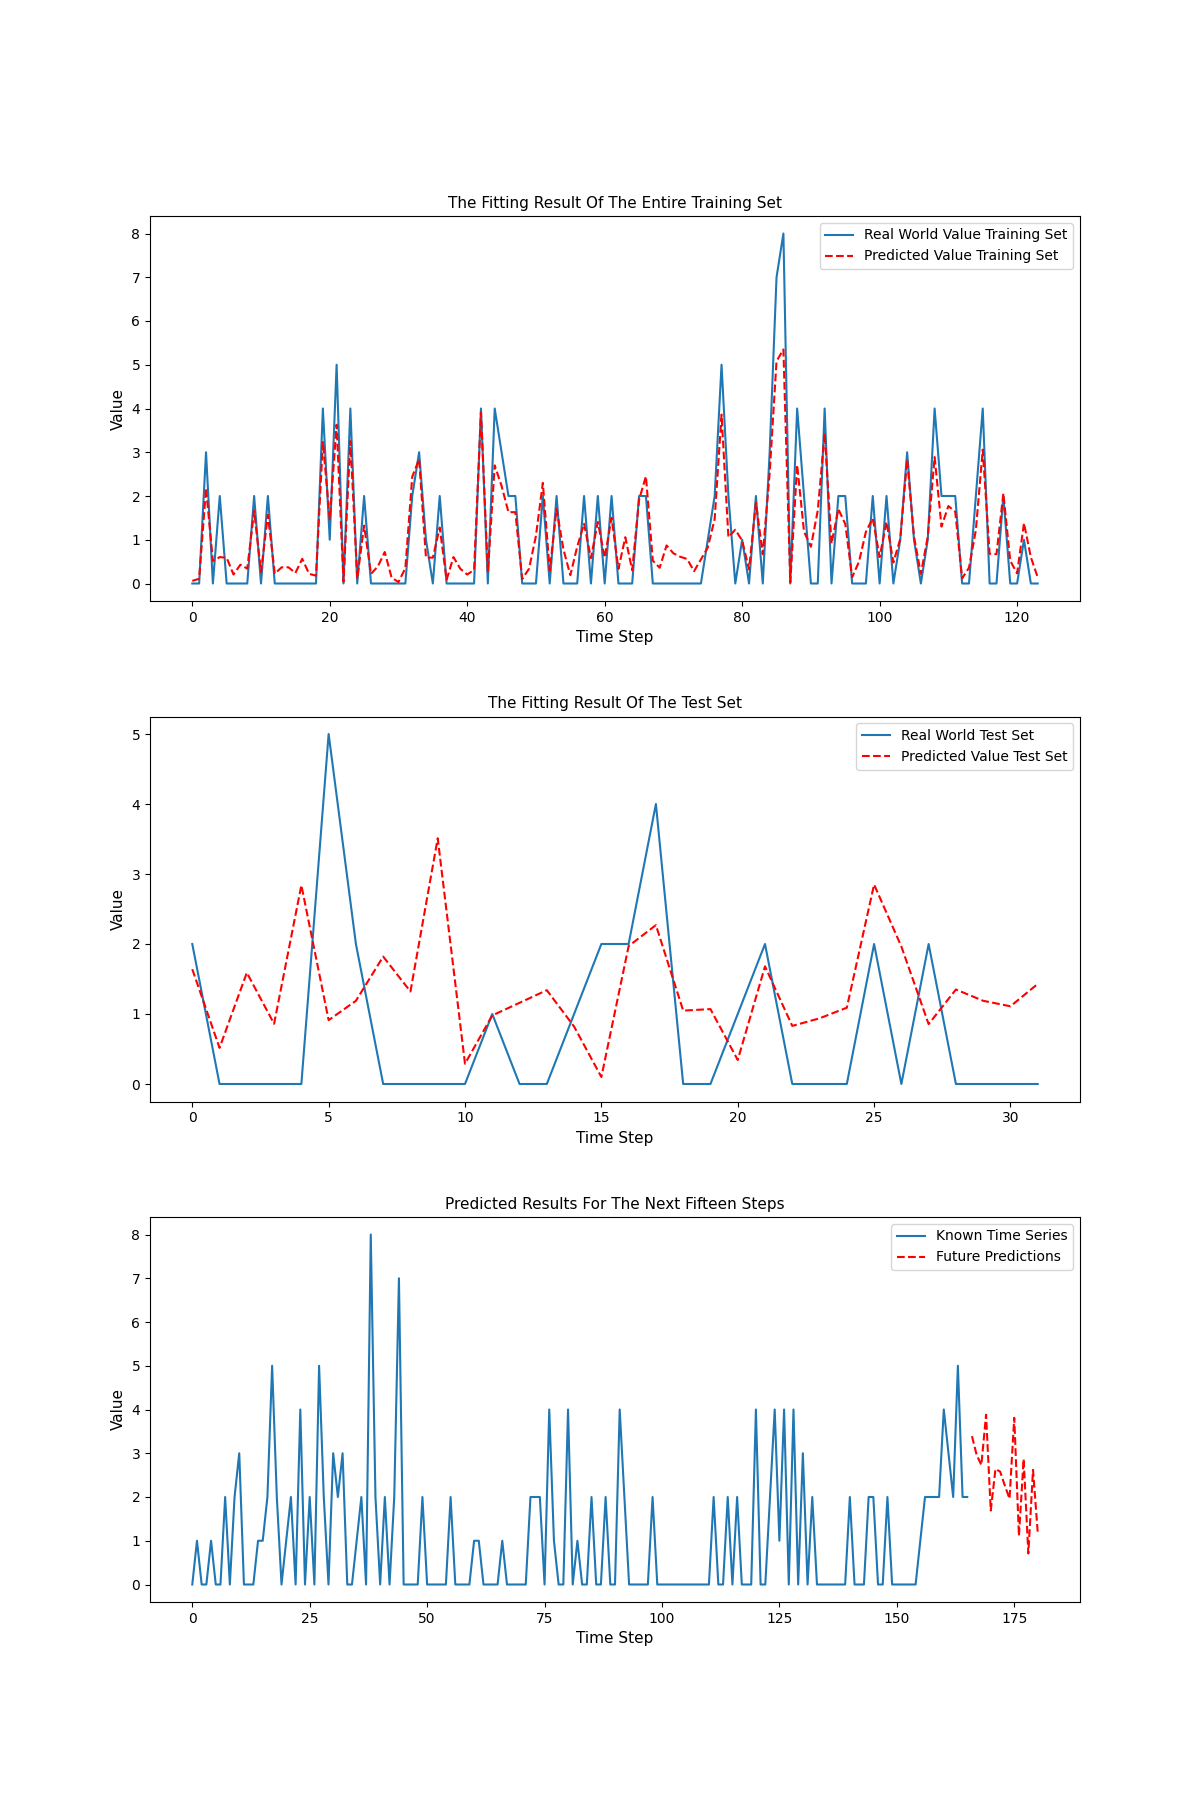 The Fitting Result Of The Entire Training Set
Real World Value Training Set
Predicted Value Training Set
Value
8
7
6
5
4
3
2
1
0
0 20 40 60 80 100 120
Time Step
The Fitting Result Of The Test Set
Real World Test Set
Predicted Value Test Set
Value
5
4
3
2
1
0
0 5 10 15 20 25 30
Time Step
Predicted Results For The Next Fifteen Steps
Known Time Series
Future Predictions
Value
8
7
6
5
4
3
2
1
0
0 25 50 75 100 125 150 175
Time Step